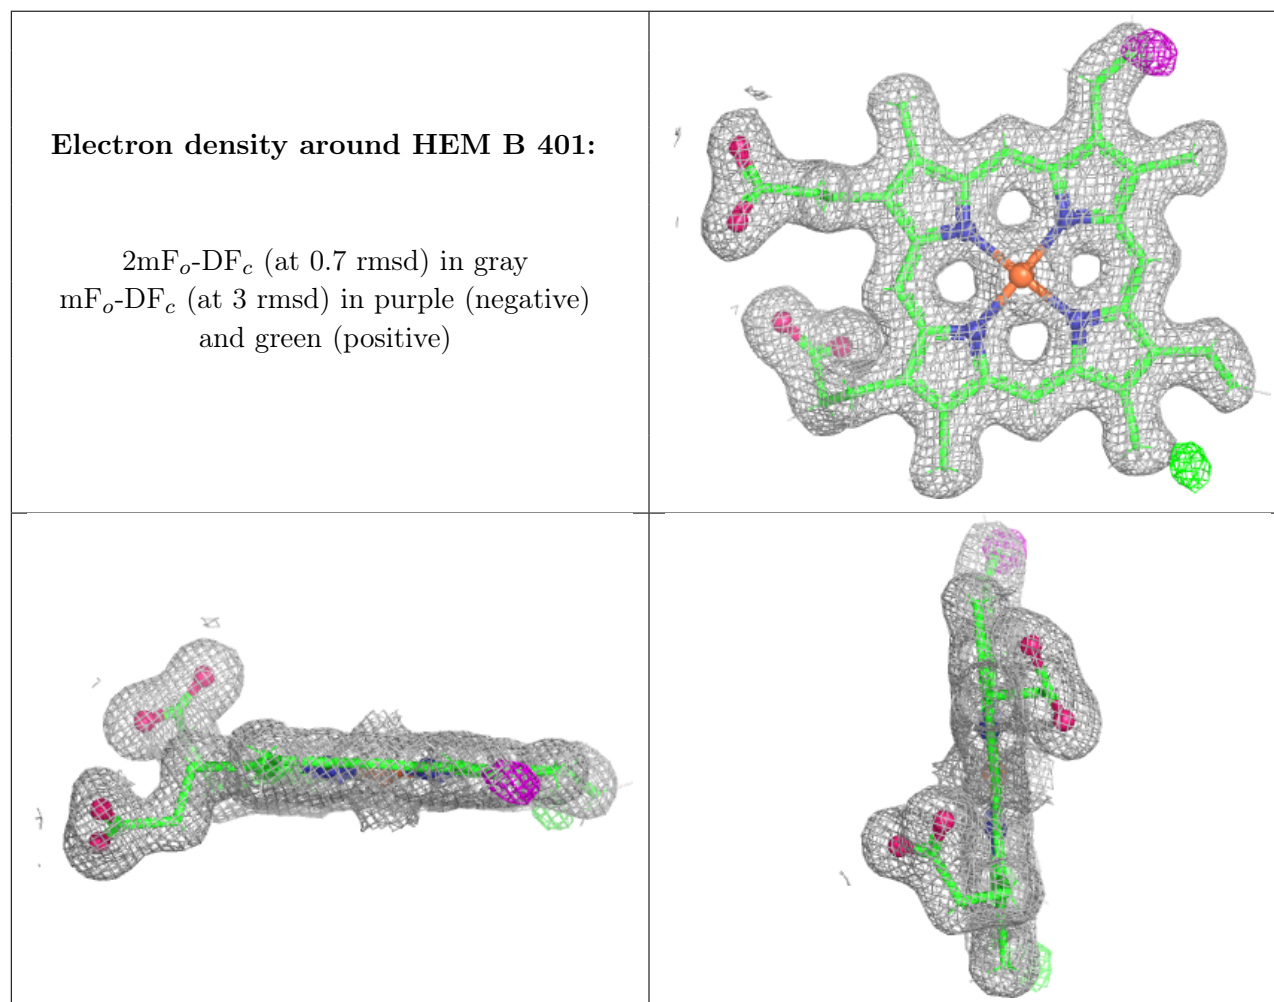 Electron density around HEM B 401:
2mFo-DFc (at 0.7 rmsd) in gray
mFo-DFc (at 3 rmsd) in purple (negative)
and green (positive)